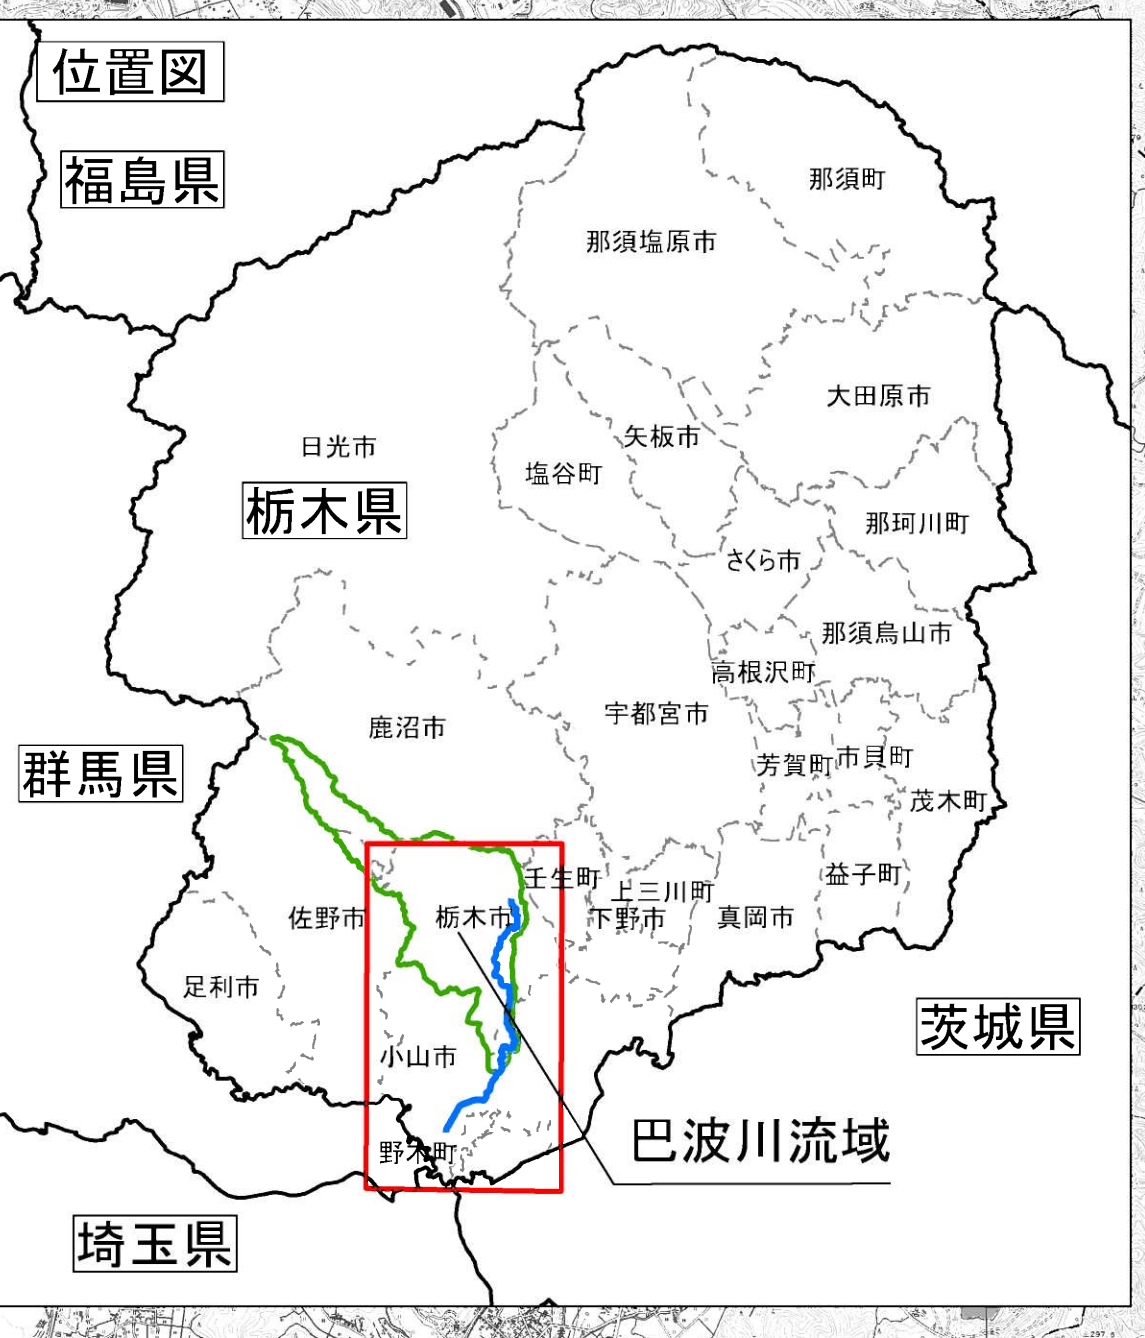 位置図
福島県
那須町
那須塩原市
大田原市
日光市
矢板市
塩谷町
栃木県
那珂川町
さくら市
那須烏山市
高根沢町
鹿沼市
宇都宮市
群馬県
芳賀町
市貝町
茂木町
壬生町
上三川町
益子町
佐野市
栃木市
下野市
真岡市
足利市
茨城県
小山市
巴波川流域
野木町
埼玉県